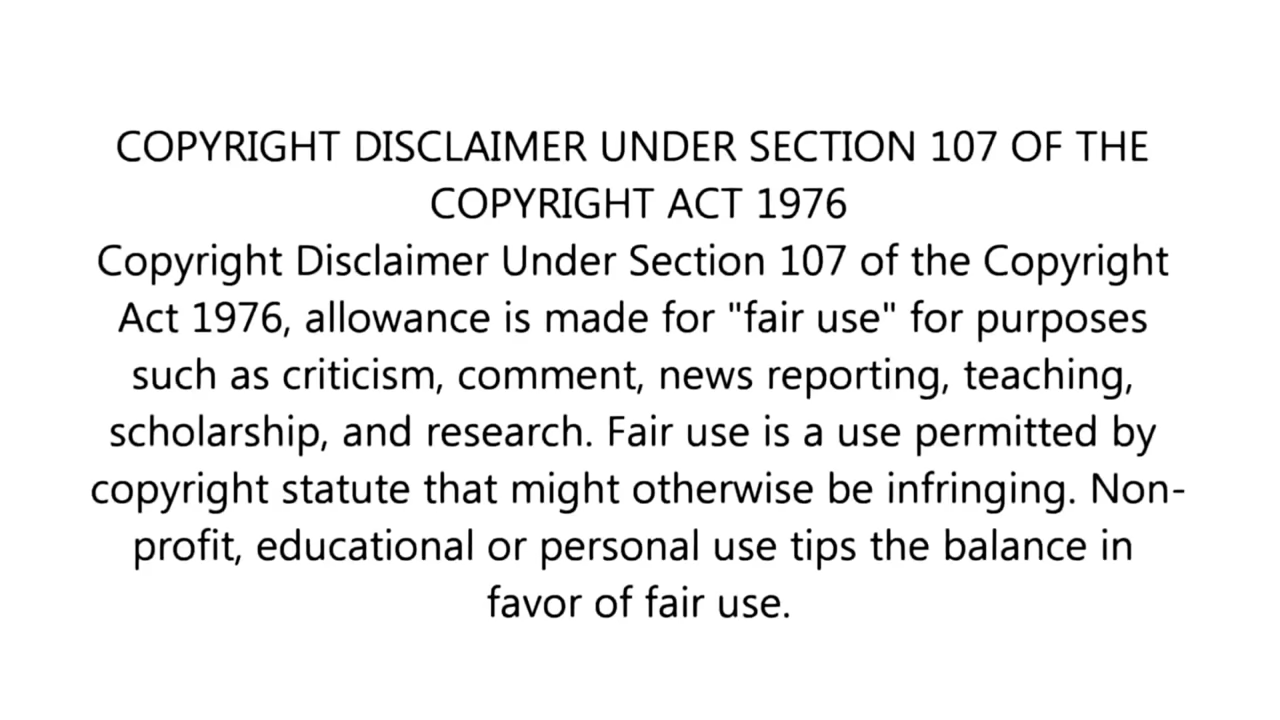 COPYRIGHT DISCLAIMER UNDER SECTION 107 OF THE
COPYRIGHT ACT 1976
Copyright Disclaimer Under Section 107 of the Copyright
Act 1976, allowance is made for "fair use" for purposes
such as criticism, comment, news reporting, teaching,
scholarship, and research. Fair use is a use permitted by
copyright statute that might otherwise be infringing. Non-
profit, educational or personal use tips the balance in
favor of fair use.